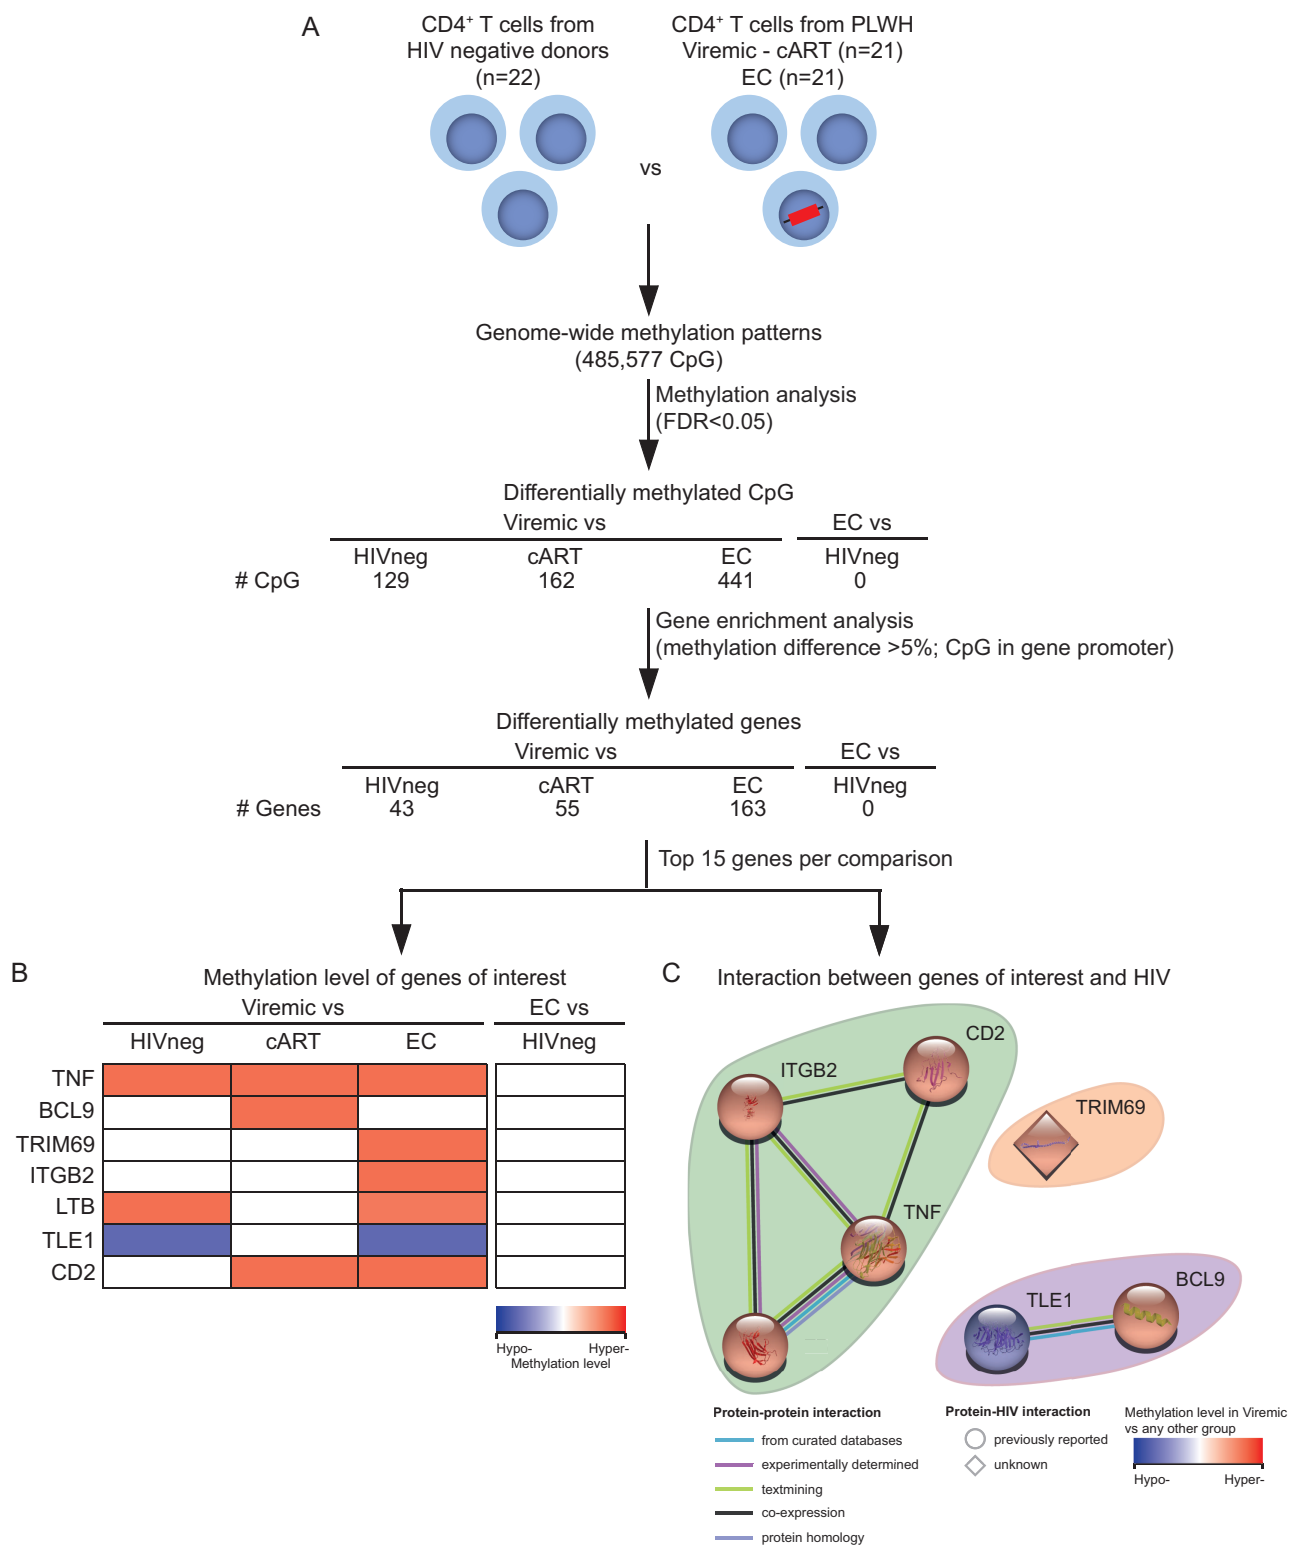 A
CD4⁺ T cells from
HIV negative donors
(n=22)
CD4⁺ T cells from PLWH
Viremic - cART (n=21)
EC (n=21)
vs
Genome-wide methylation patterns
(485,577 CpG)
Methylation analysis
(FDR<0.05)
Differentially methylated CpG
Viremic vs
EC vs
HIVneg cART EC HIVneg
# CpG 129 162 441 0
Gene enrichment analysis
(methylation difference >5%; CpG in gene promoter)
Differentially methylated genes
Viremic vs
EC vs
HIVneg cART EC HIVneg
# Genes 43 55 163 0
Top 15 genes per comparison
B
Methylation level of genes of interest
Viremic vs
EC vs
HIVneg cART EC HIVneg
TNF
BCL9
TRIM69
ITGB2
LTB
TLE1
CD2
Hypo- Hyper-
Methylation level
C
Interaction between genes of interest and HIV
CD2
ITGB2
TRIM69
TNF
TLE1
BCL9
Protein-protein interaction
from curated databases
experimentally determined
textmining
co-expression
protein homology
Protein-HIV interaction
previously reported
unknown
Methylation level in Viremic
vs any other group
Hypo- Hyper-